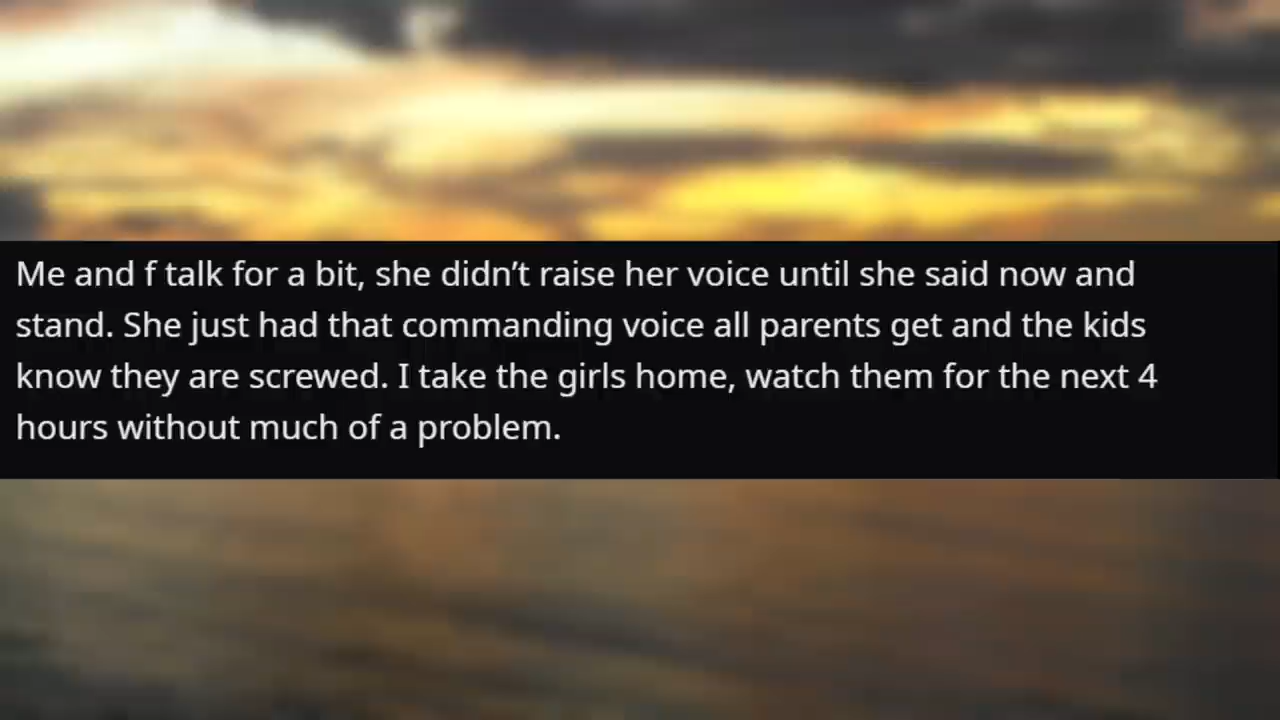 Me and f talk for a bit, she didn’t raise her voice until she said now and
stand. She just had that commanding voice all parents get and the kids
know they are screwed. I take the girls home, watch them for the next 4
hours without much of a problem.